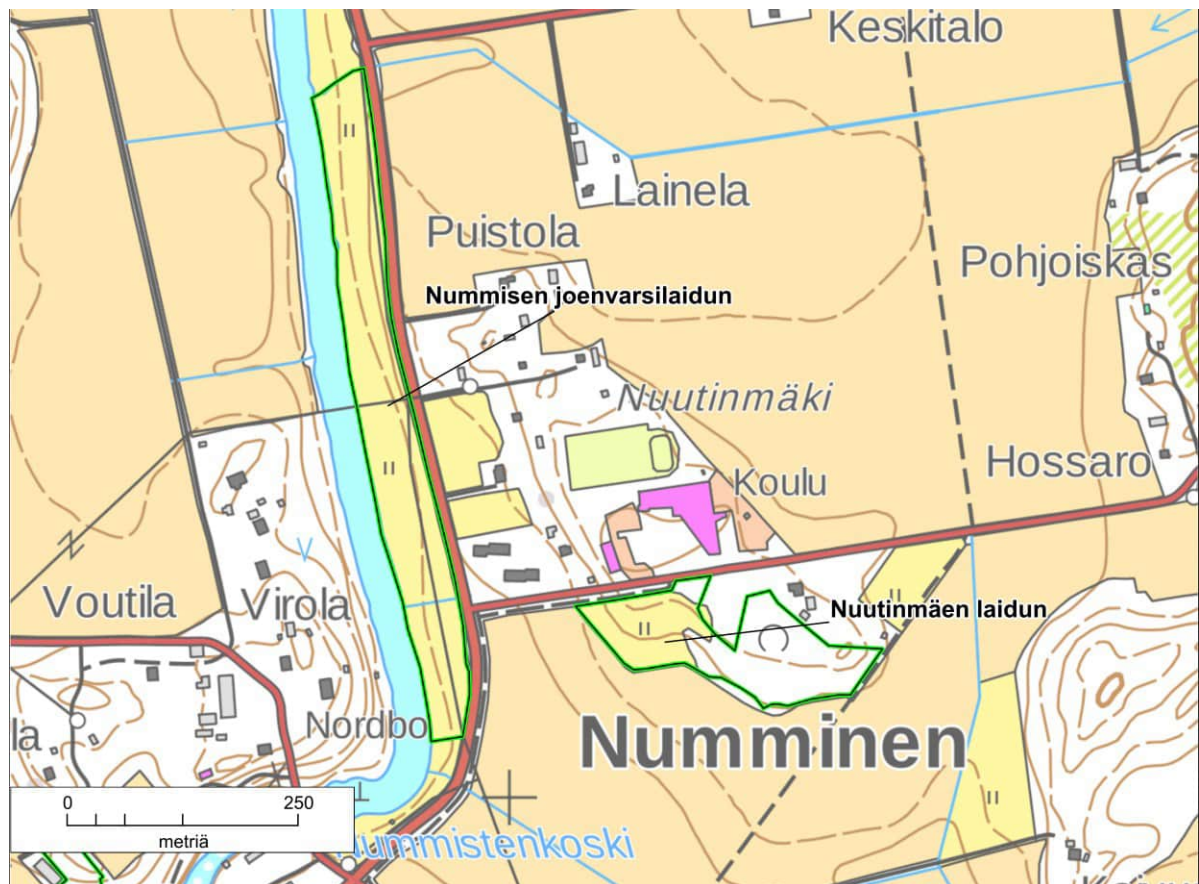 Keskitalo
Lainela
Puistola
Pohjoiskas
Nummisen joenvarsilaidun
Nuutinmäki
Koulu
Hossaro
Voutila
Virola
Nuutinmäen laidun
Nordbo
Numminen
la
0 250
metriä
ummistenkoski